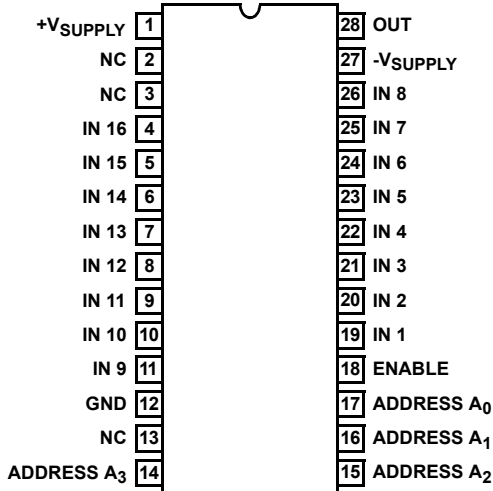 +VSUPPLY 1 28 OUT
NC 2 27 -VSUPPLY
NC 3 26 IN 8
IN 16 4 25 IN 7
IN 15 5 24 IN 6
IN 14 6 23 IN 5
IN 13 7 22 IN 4
IN 12 8 21 IN 3
IN 11 9 20 IN 2
IN 10 10 19 IN 1
IN 9 11 18 ENABLE
GND 12 17 ADDRESS A0
NC 13 16 ADDRESS A1
ADDRESS A3 14 15 ADDRESS A2